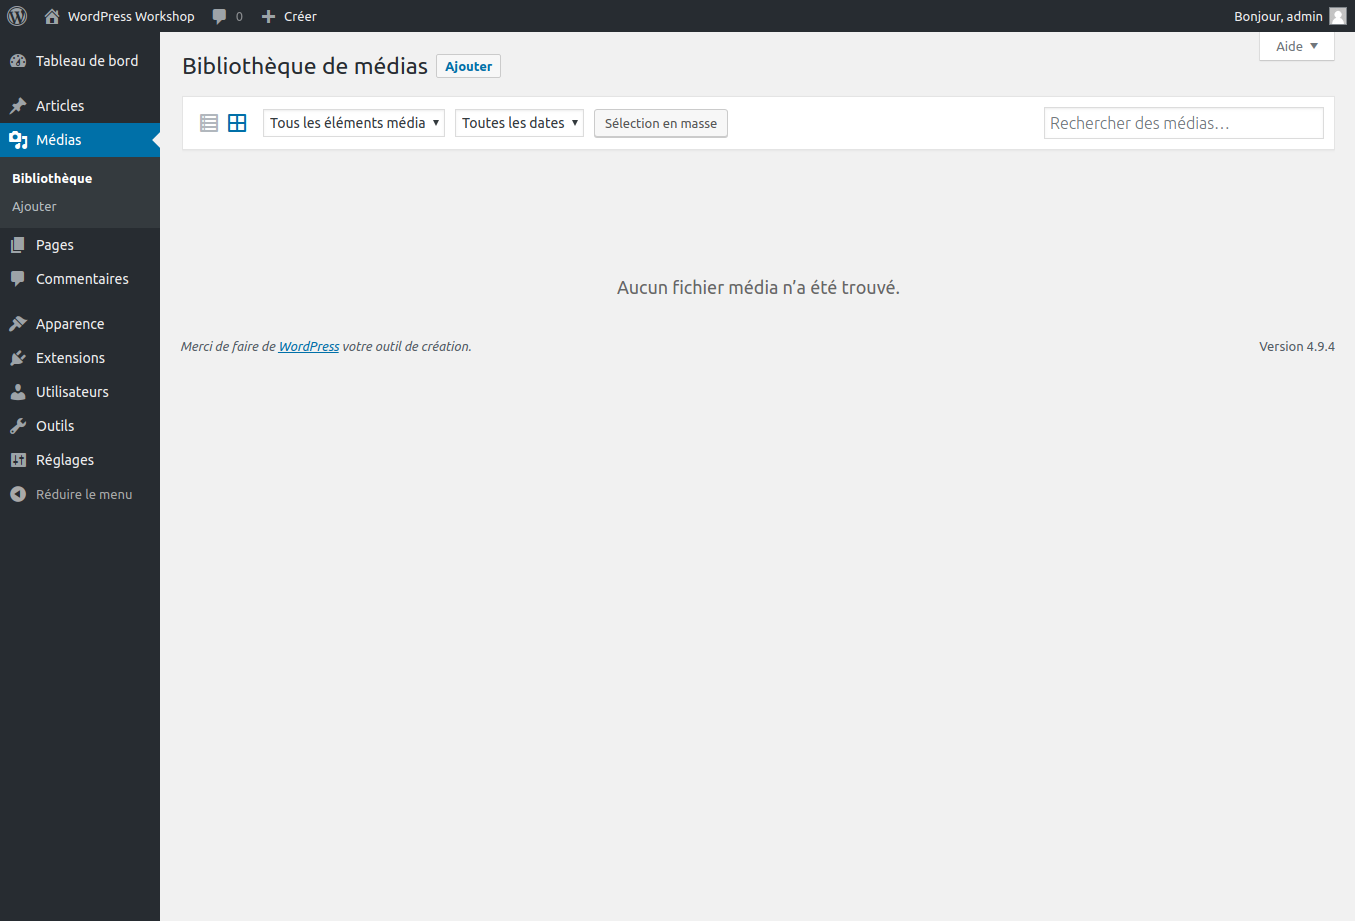 WordPress Workshop 0 Créer Bonjour, admin
Aide
Tableau de bord
Articles
Médias
Bibliothèque
Ajouter
Pages
Commentaires
Apparence
Extensions
Utilisateurs
Outils
Réglages
Réduire le menu
Bibliothèque de médias Ajouter
Tous les éléments média Toutes les dates Sélection en masse Rechercher des médias…
Aucun fichier média n’a été trouvé.
Merci de faire de WordPress votre outil de création. Version 4.9.4